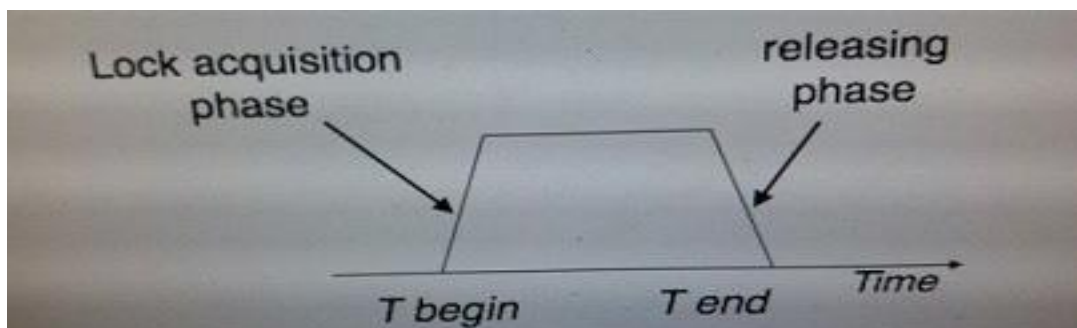 Lock acquisition
phase
releasing
phase
T begin
T end
Time